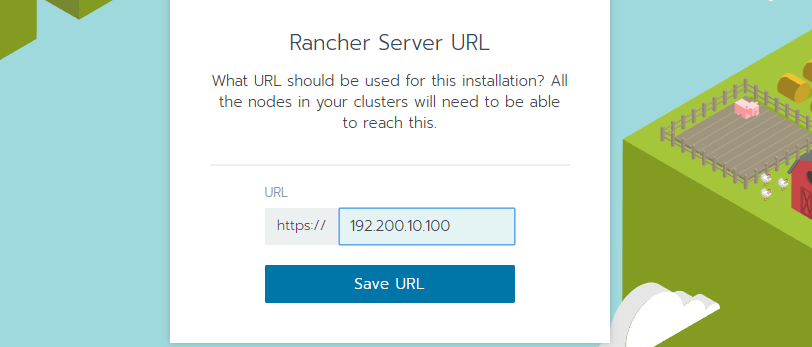 Rancher Server URL
What URL should be used for this installation? All
the nodes in your clusters will need to be able
to reach this.
URL
https:// 192.200.10.100
Save URL